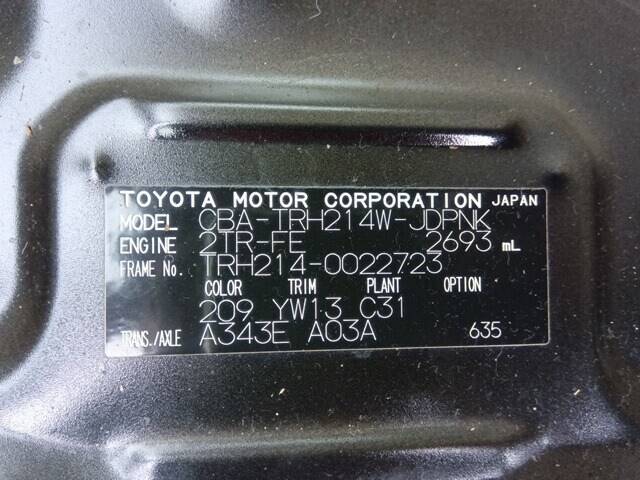 TOYOTA MOTOR CORPORATION JAPAN
MODEL CBA-TRH214W-JDPNK
ENGINE 2TR-FE 2693 mL
FRAME No. TRH214-0022723
COLOR TRIM PLANT OPTION
209 YW13 C31
TRANS./AXLE A343E A03A 635